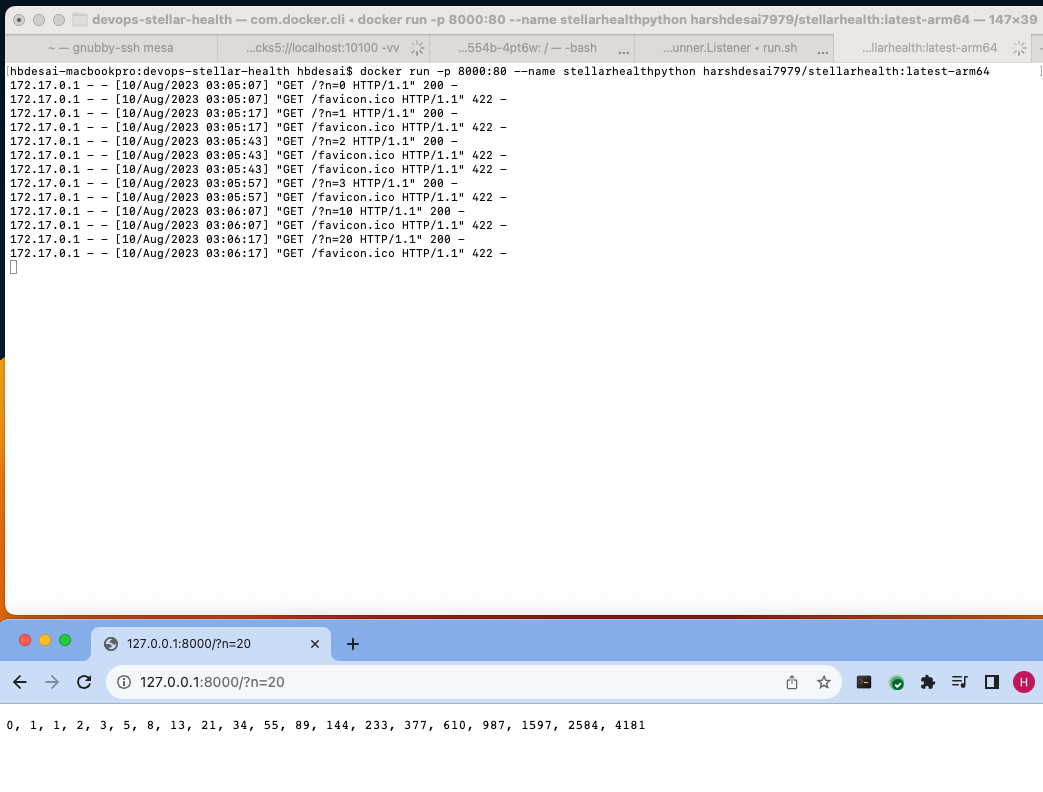 devops-stellar-health — com.docker.cli ◂ docker run -p 8000:80 --name stellarhealthpython harshdesai7979/stellarhealth:latest-arm64 — 147×39
~ — gnubby-ssh mesa
...cks5://localhost:10100 -vv
...554b-4pt6w: / — -bash ...
...unner.Listener ◂ run.sh ...
...llarhealth:latest-arm64
[hbdesai-macbookpro:devops-stellar-health hbdesai$ docker run -p 8000:80 --name stellarhealthpython harshdesai7979/stellarhealth:latest-arm64 ]
172.17.0.1 - - [10/Aug/2023 03:05:07] "GET /?n=0 HTTP/1.1" 200 -
172.17.0.1 - - [10/Aug/2023 03:05:07] "GET /favicon.ico HTTP/1.1" 422 -
172.17.0.1 - - [10/Aug/2023 03:05:17] "GET /?n=1 HTTP/1.1" 200 -
172.17.0.1 - - [10/Aug/2023 03:05:17] "GET /favicon.ico HTTP/1.1" 422 -
172.17.0.1 - - [10/Aug/2023 03:05:43] "GET /?n=2 HTTP/1.1" 200 -
172.17.0.1 - - [10/Aug/2023 03:05:43] "GET /favicon.ico HTTP/1.1" 422 -
172.17.0.1 - - [10/Aug/2023 03:05:43] "GET /favicon.ico HTTP/1.1" 422 -
172.17.0.1 - - [10/Aug/2023 03:05:57] "GET /?n=3 HTTP/1.1" 200 -
172.17.0.1 - - [10/Aug/2023 03:05:57] "GET /favicon.ico HTTP/1.1" 422 -
172.17.0.1 - - [10/Aug/2023 03:06:07] "GET /?n=10 HTTP/1.1" 200 -
172.17.0.1 - - [10/Aug/2023 03:06:07] "GET /favicon.ico HTTP/1.1" 422 -
172.17.0.1 - - [10/Aug/2023 03:06:17] "GET /?n=20 HTTP/1.1" 200 -
172.17.0.1 - - [10/Aug/2023 03:06:17] "GET /favicon.ico HTTP/1.1" 422 -
127.0.0.1:8000/?n=20
127.0.0.1:8000/?n=20
H
0, 1, 1, 2, 3, 5, 8, 13, 21, 34, 55, 89, 144, 233, 377, 610, 987, 1597, 2584, 4181